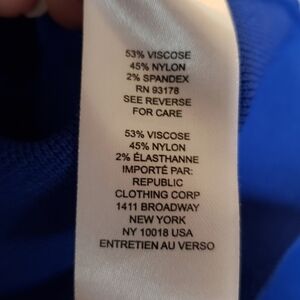 53% VISCOSE
45% NYLON
2% SPANDEX
RN 93178
SEE REVERSE
FOR CARE
53% VISCOSE
45% NYLON
2% ÉLASTHANNE
IMPORTÉ PAR:
REPUBLIC
CLOTHING CORP
1411 BROADWAY
NEW YORK
NY 10018 USA
ENTRETIEN AU VERSO